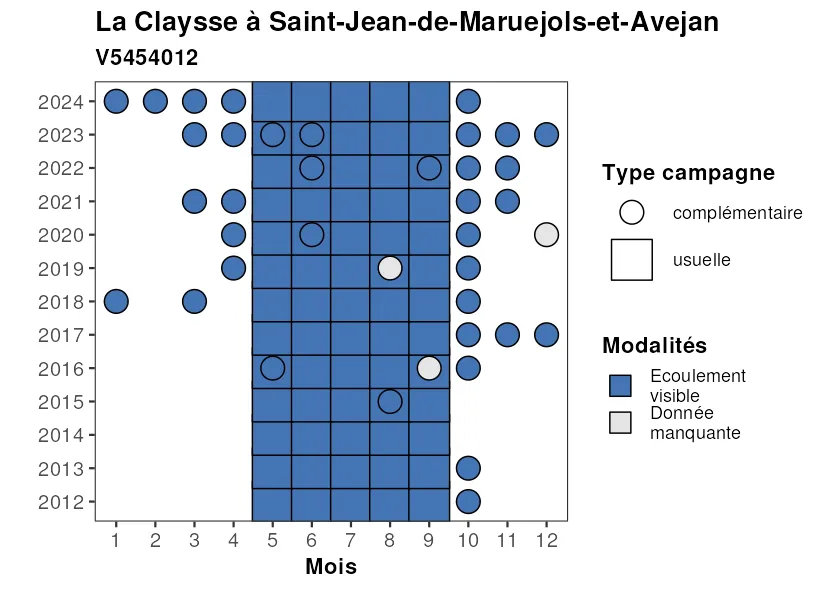 La Claysse à Saint-Jean-de-Maruejols-et-Avejan
V5454012
2024
2023
2022
2021
2020
2019
2018
2017
2016
2015
2014
2013
2012
1 2 3 4 5 6 7 8 9 10 11 12
Mois
Type campagne
complémentaire
usuelle
Modalités
Ecoulement
visible
Donnée
manquante